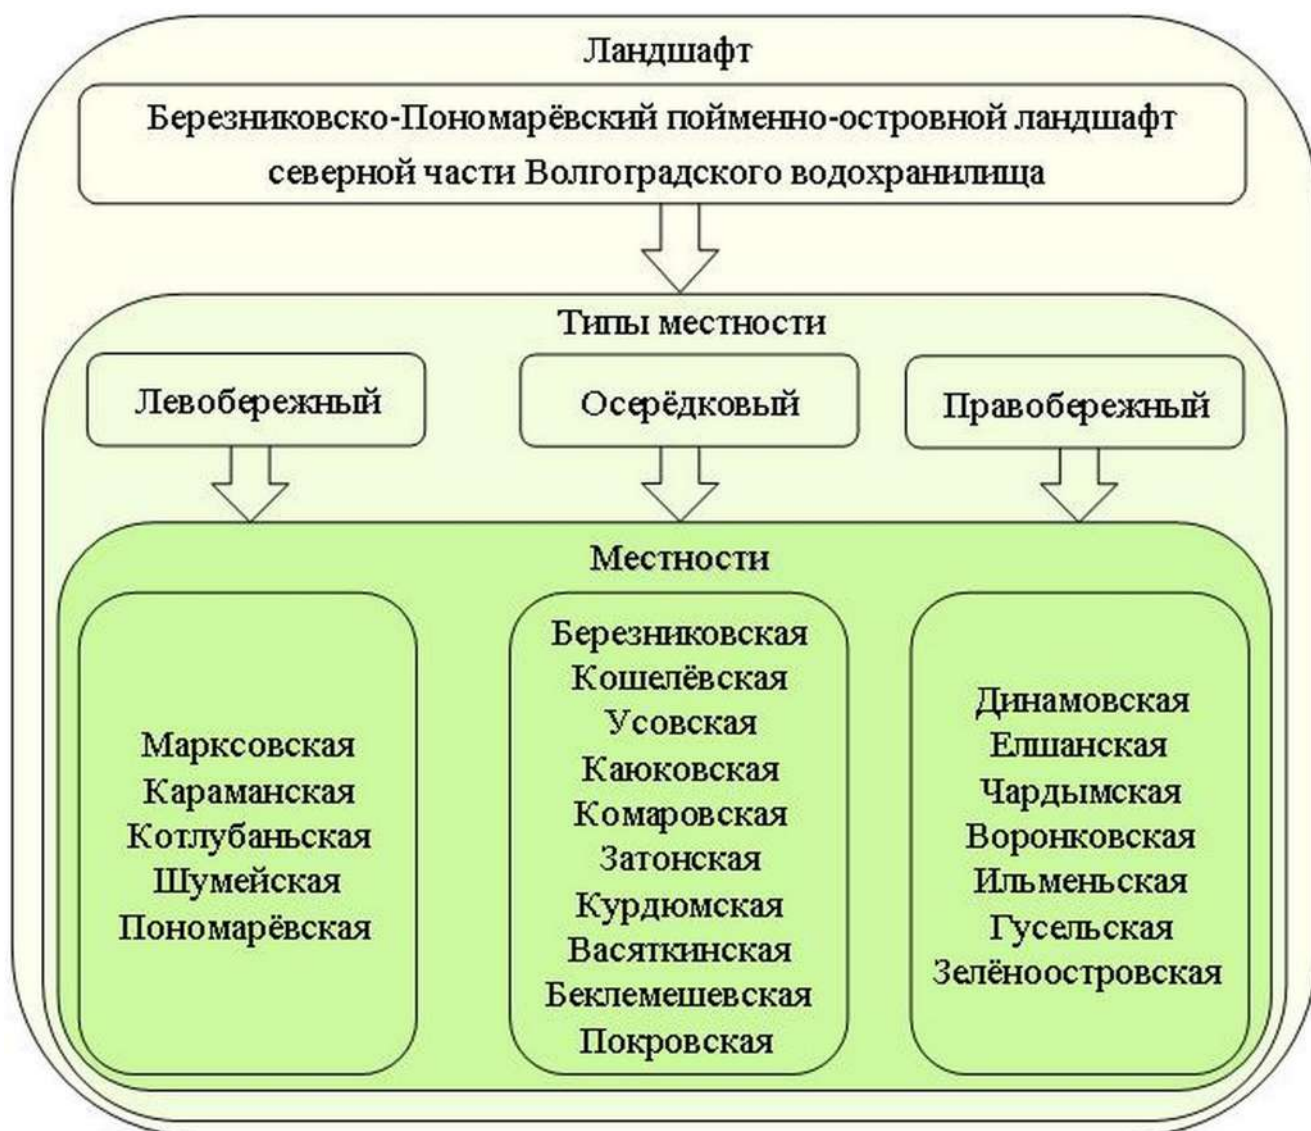 Ландшафт
Березниковско-Пономарёвский пойменно-островной ландшафт
северной части Волгоградского водохранилища
Типы местности
Левобережный
Осерёдковый
Правобережный
Местности
Марксовская
Караманская
Котлубаньская
Шумейская
Пономарёвская
Березниковская
Кошелёвская
Усовская
Каюковская
Комаровская
Затонская
Курдюмская
Васяткинская
Беклемешевская
Покровская
Динамовская
Елшанская
Чардымская
Воронковская
Ильменьская
Гусельская
Зелёноостровская